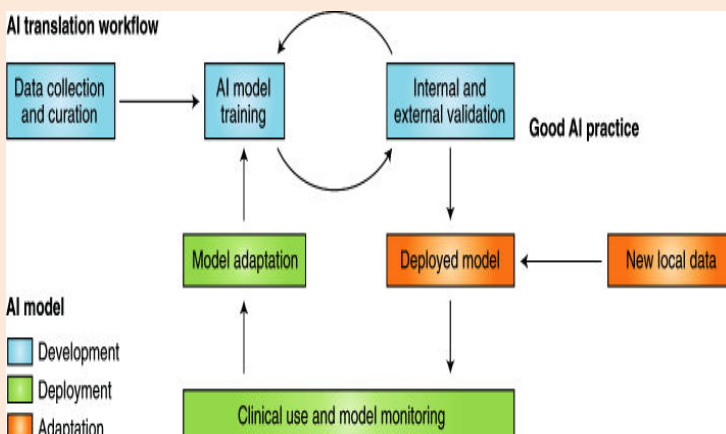 AI translation workflow
Data collection
and curation
AI model
training
Internal and
external validation
Good AI practice
Model adaptation
Deployed model
New local data
AI model
Development
Deployment
Adaptation
Clinical use and model monitoring